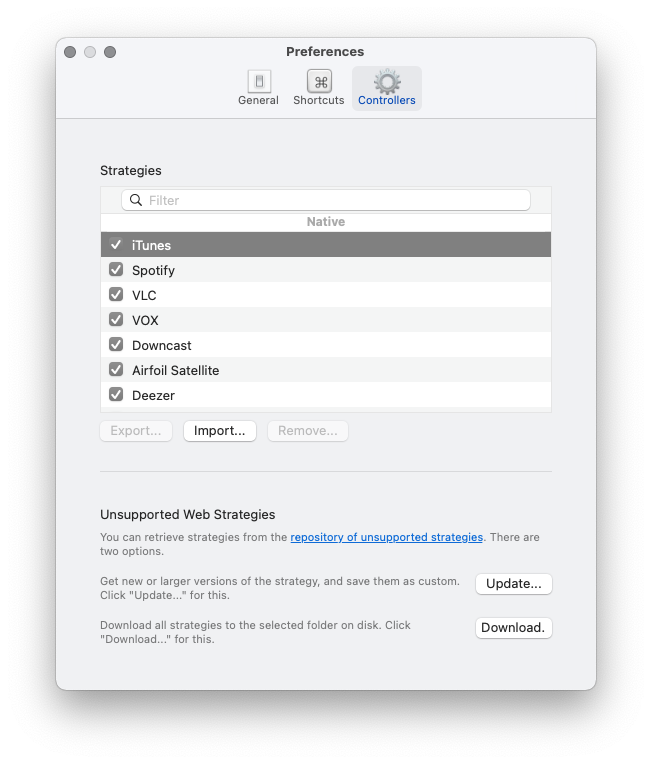 Preferences
General
Shortcuts
Controllers
Strategies
Filter
Native
iTunes
Spotify
VLC
VOX
Downcast
Airfoil Satellite
Deezer
Export...
Import...
Remove...
Unsupported Web Strategies
You can retrieve strategies from the repository of unsupported strategies. There are
two options.
Get new or larger versions of the strategy, and save them as custom.
Click "Update..." for this.
Update...
Download all strategies to the selected folder on disk. Click
"Download..." for this.
Download.